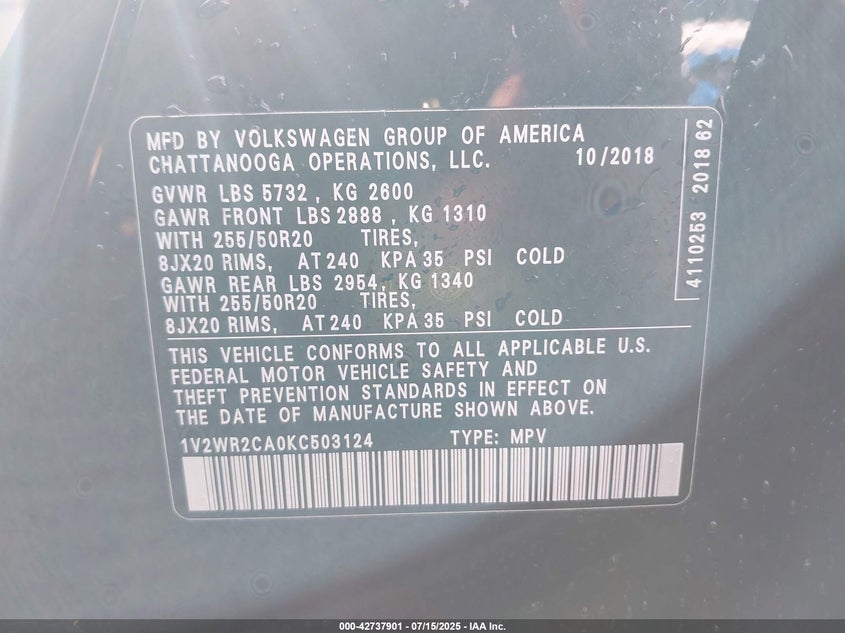 MFD BY VOLKSWAGEN GROUP OF AMERICA
CHATTANOOGA OPERATIONS, LLC. 10/2018
GVWR LBS 5732 , KG 2600
GAWR FRONT LBS 2888 , KG 1310
WITH 255/50R20 TIRES,
8JX20 RIMS, AT 240 KPA 35 PSI COLD
GAWR REAR LBS 2954, KG 1340
WITH 255/50R20 TIRES,
8JX20 RIMS, AT 240 KPA 35 PSI COLD
THIS VEHICLE CONFORMS TO ALL APPLICABLE U.S.
FEDERAL MOTOR VEHICLE SAFETY AND
THEFT PREVENTION STANDARDS IN EFFECT ON
THE DATE OF MANUFACTURE SHOWN ABOVE.
1V2WR2CA0KC503124 TYPE: MPV
4110253 2018 62
000-42737901 - 07/15/2025 - IAA Inc.